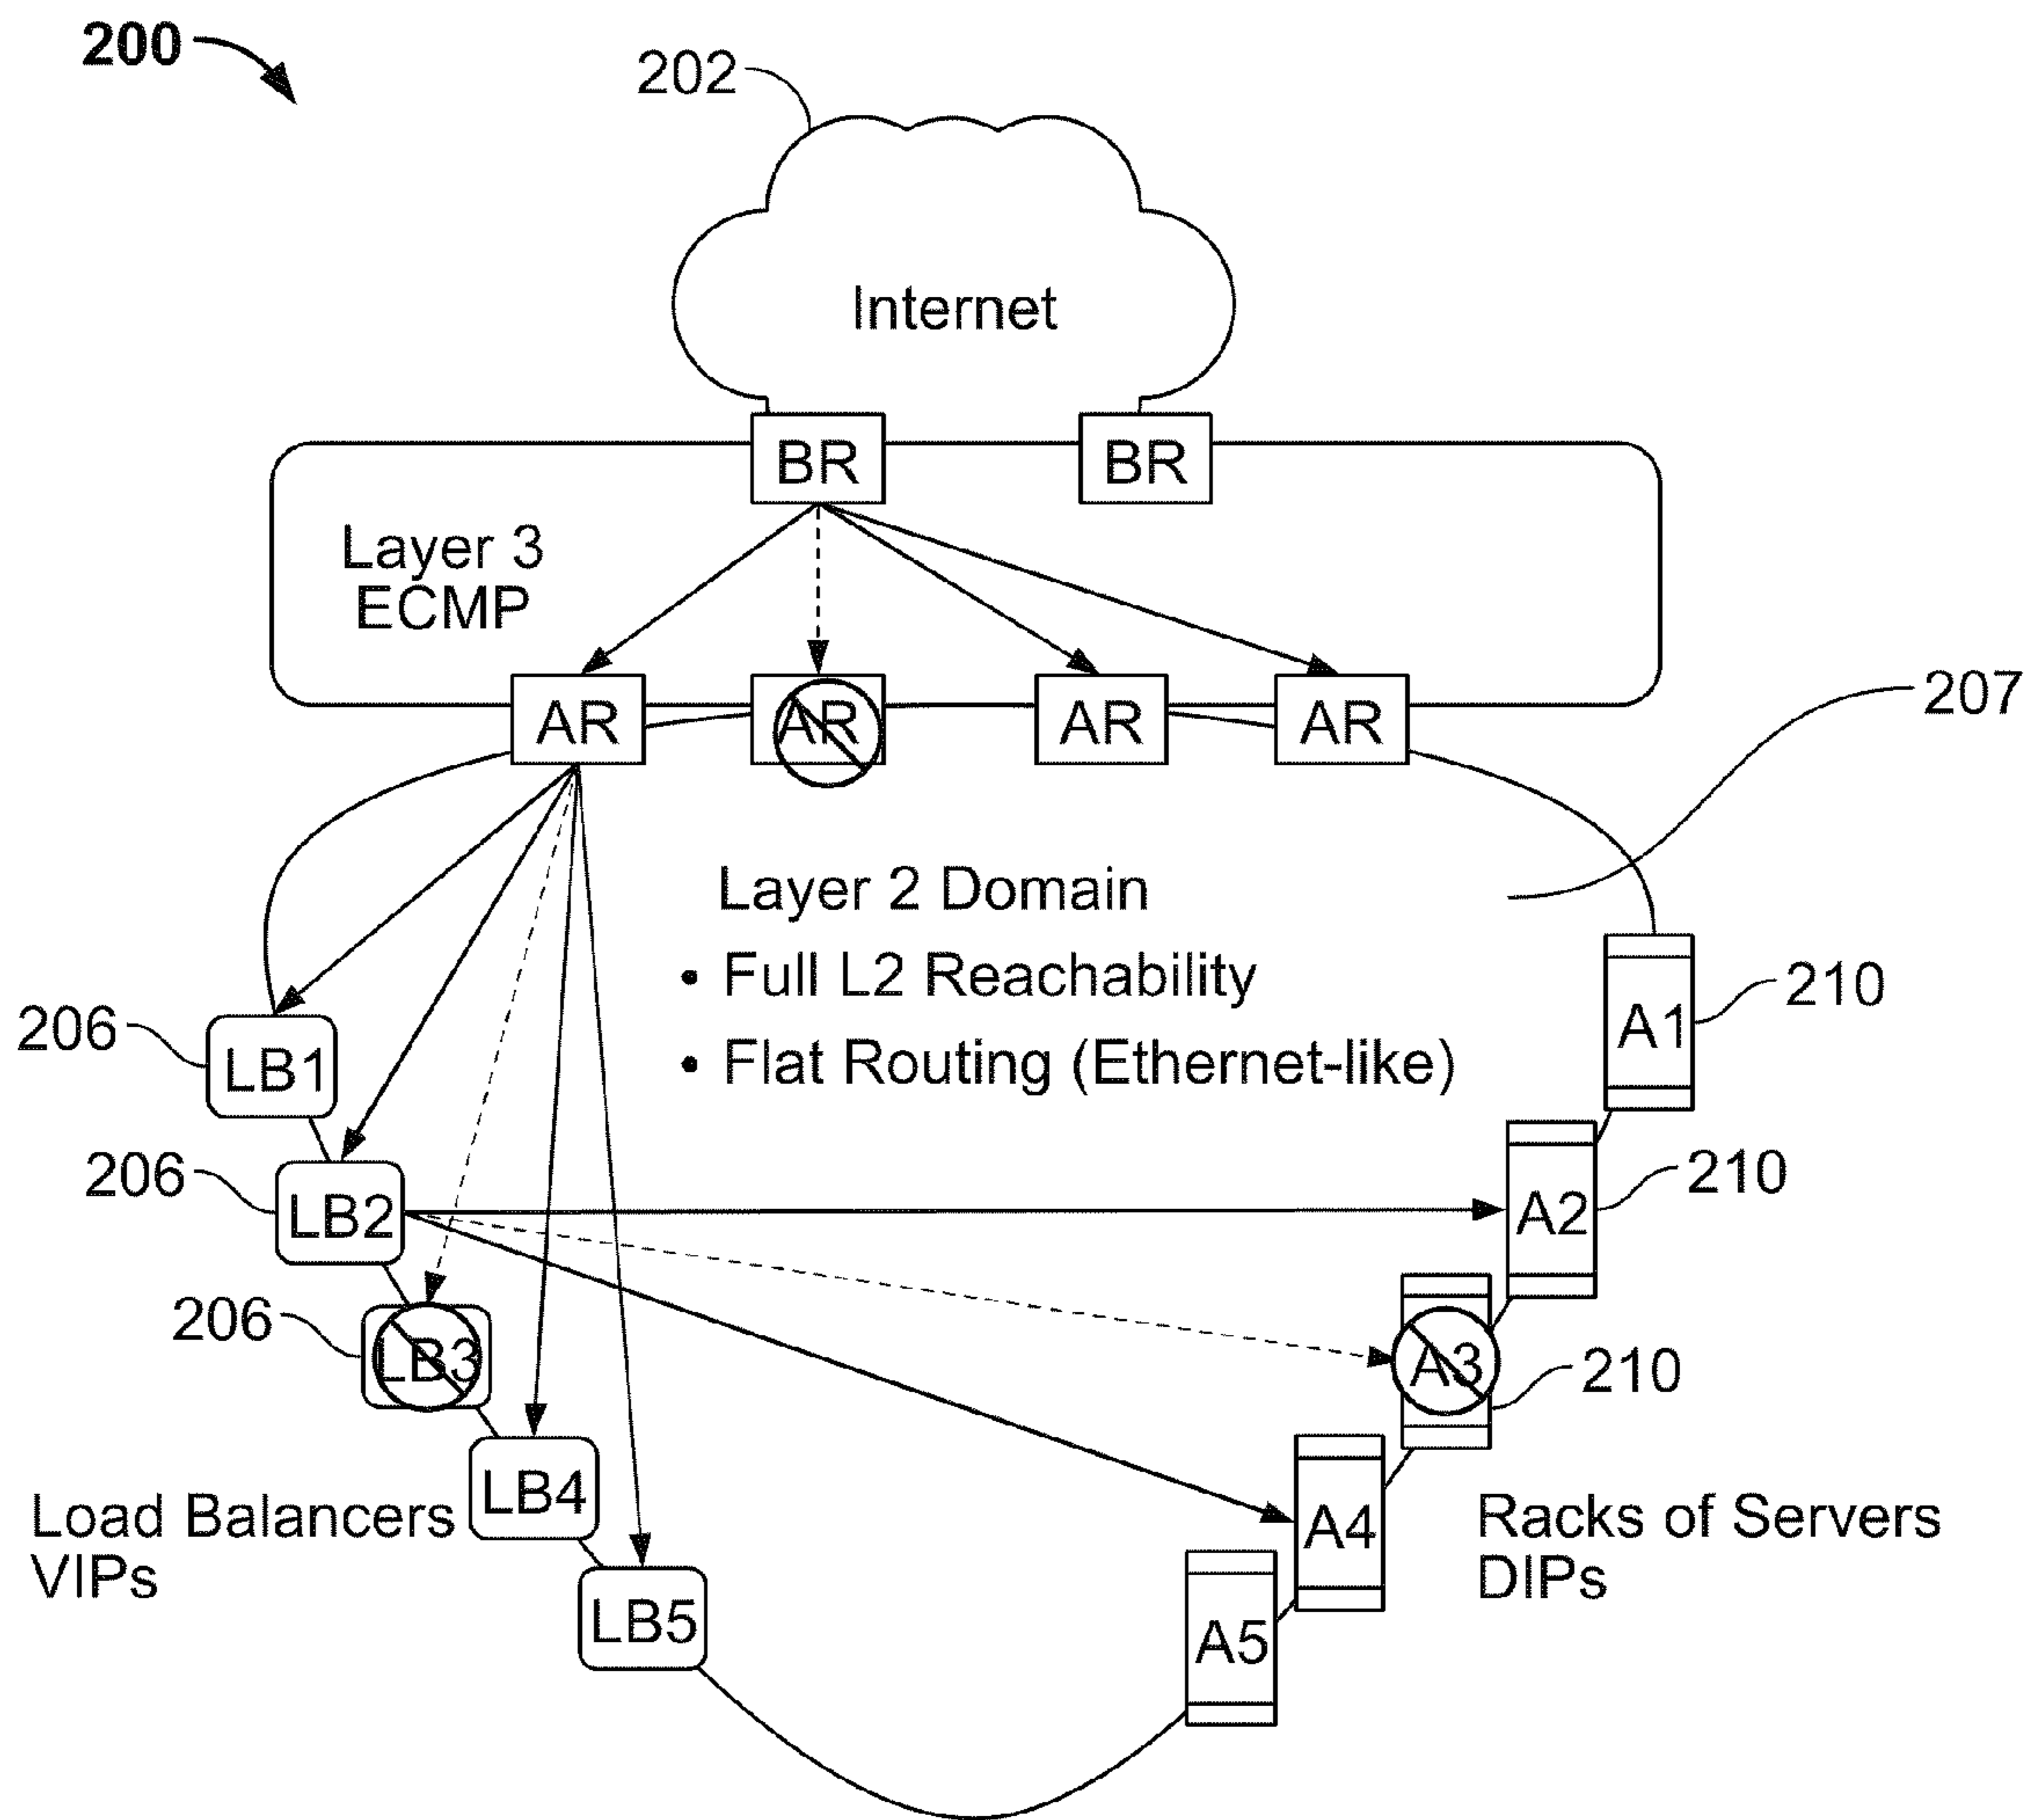 200
202
Internet
BR
BR
Layer 3
ECMP
AR
AR
AR
AR
207
Layer 2 Domain
• Full L2 Reachability
• Flat Routing (Ethernet-like)
A1
210
206
LB1
206
LB2
A2
210
206
LB3
A3
210
LB4
A4
Load Balancers
VIPs
Racks of Servers
DIPs
LB5
A5